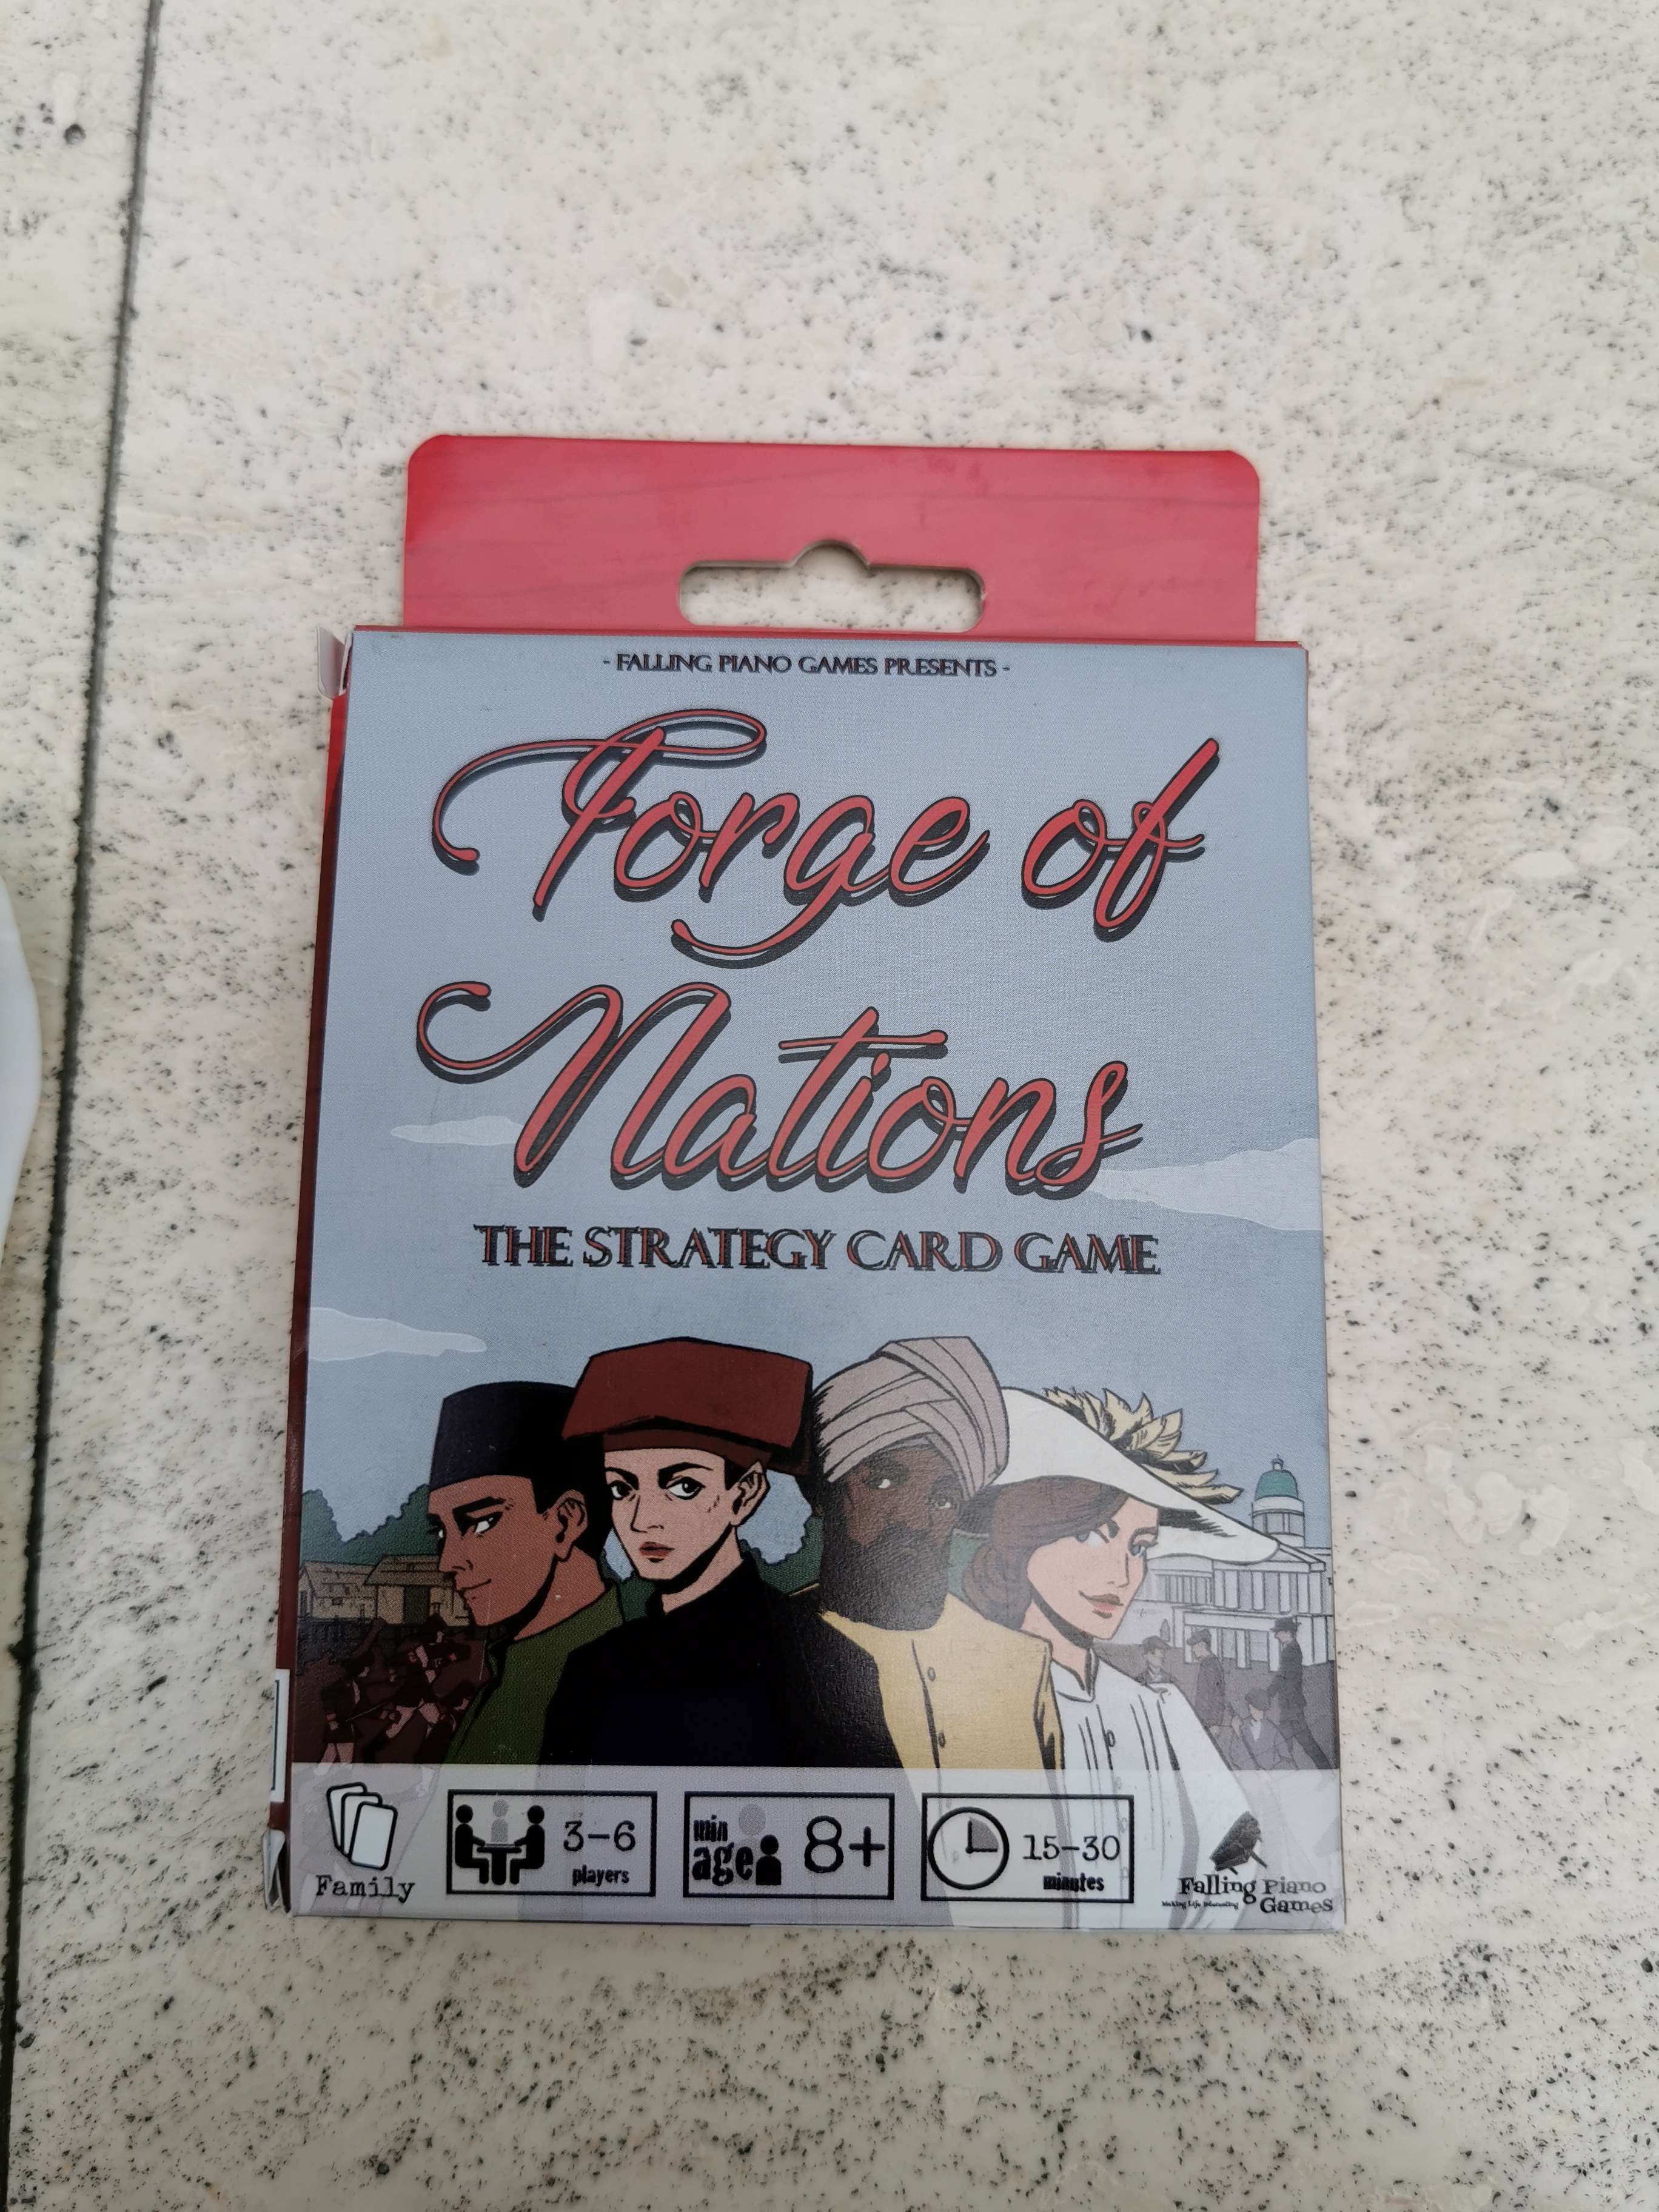 - FALLING PIANO GAMES PRESENTS -
Forge of
Nations
THE STRATEGY CARD GAME
Family
3-6
players
min
age
8+
15-30
minutes
Falling Piano
Games